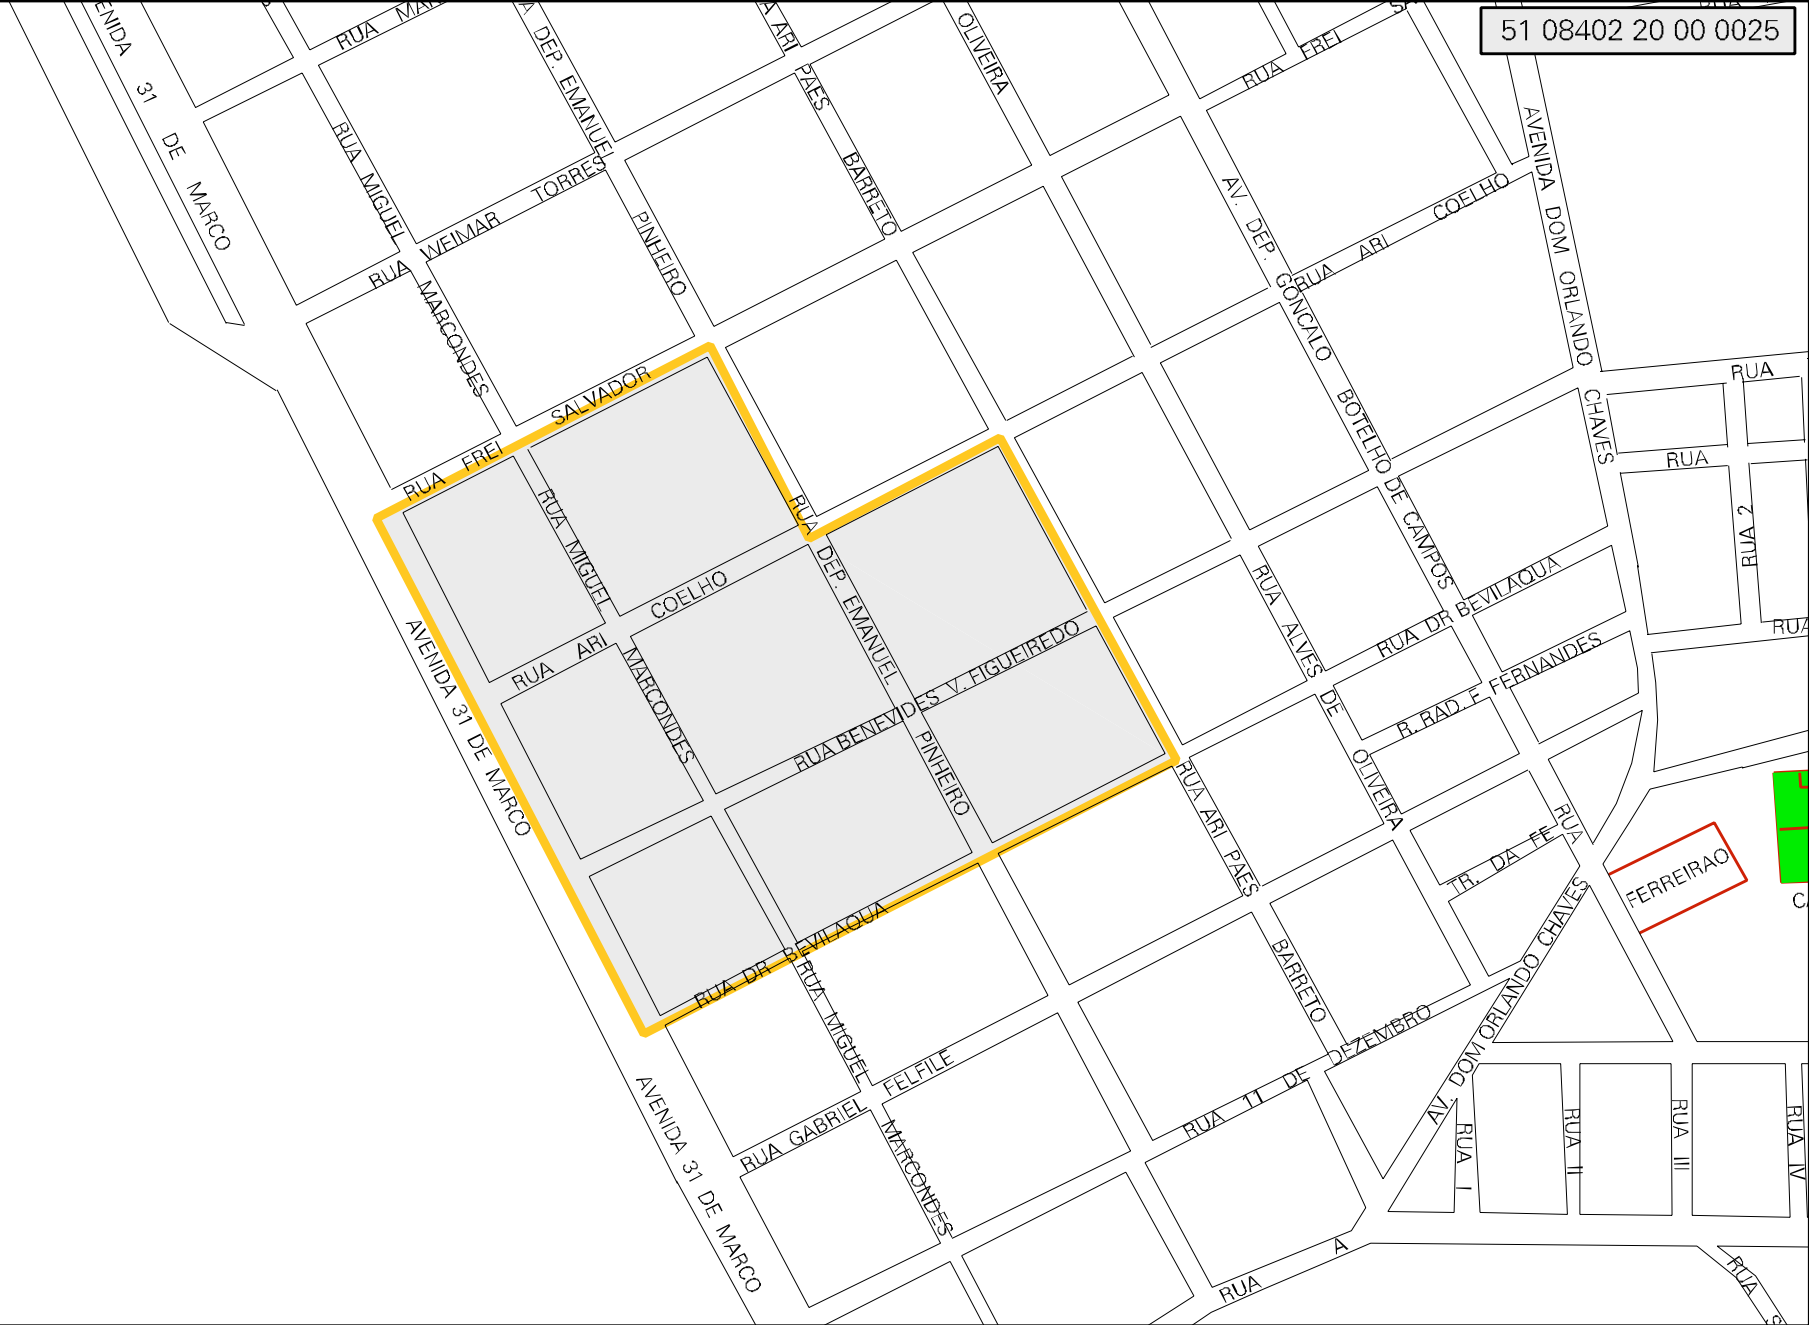 51 08402 20 00 0025
AVENIDA 31 DE MARCO
RUA MIGUEL MARCONDES
RUA WEIMAR TORRES
DEP. EMANUEL PINHEIRO
ARI PAES BARRETO
OLIVEIRA
RUA FREI
AV. DEP. GONCALO BOTELHO DE CAMPOS
RUA ARI COELHO
AVENIDA DOM ORLANDO CHAVES
RUA
RUA
RUA 2
RUA
RUA FREI SALVADOR
RUA MIGUEL MARCONDES
RUA ARI COELHO
RUA DEP. EMANUEL PINHEIRO
RUA BENEVIDES V. FIGUEIREDO
AVENIDA 31 DE MARCO
RUA DR BEVILAQUA
RUA ALVES DE OLIVEIRA
RUA DR BEVILAQUA
R. RAD. F. FERNANDES
RUA
TR. DA FE
FERREIRAO
RUA ARI PAES BARRETO
RUA MIGUEL MARCONDES
RUA GABRIEL FELFILE
RUA 11 DE DEZEMBRO
AV. DOM ORLANDO CHAVES
AVENIDA 31 DE MARCO
RUA I
RUA II
RUA III
RUA IV
RUA A
RUA